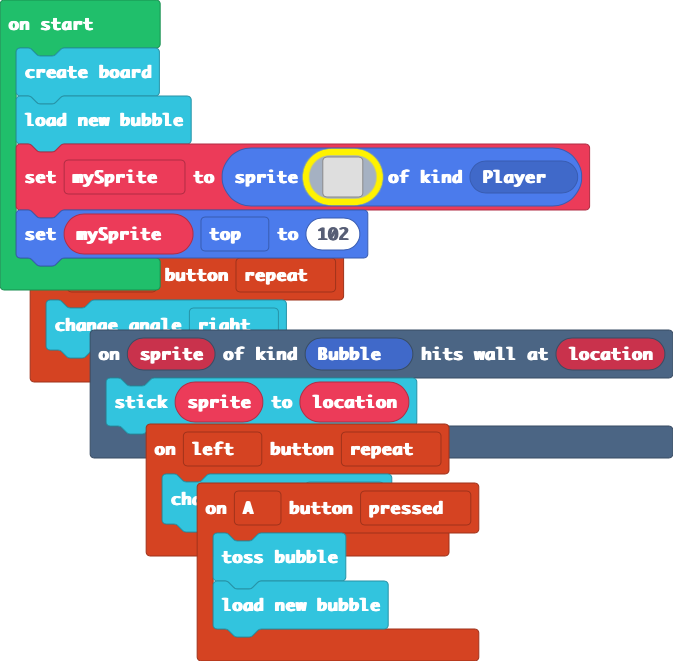 on start
create board
load new bubble
set mySprite to sprite of kind Player
set mySprite top to 102
button repeat
change angle right
on sprite of kind Bubble hits wall at location
stick sprite to location
on left button repeat
on A button pressed
toss bubble
load new bubble